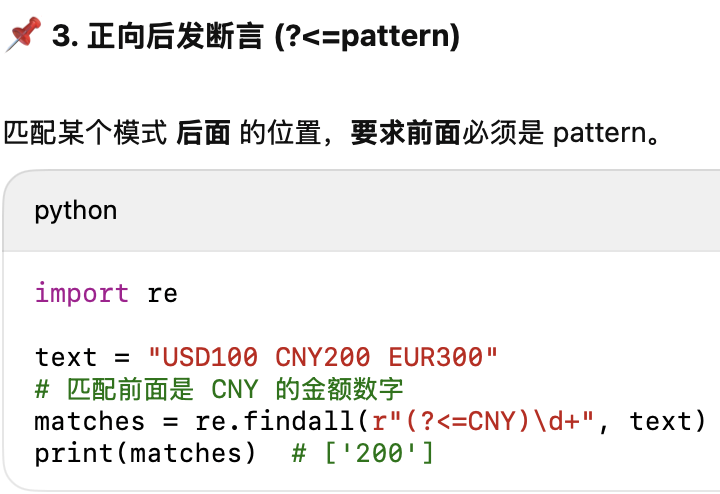 📌 3. 正向后发断言 (?<=pattern)
匹配某个模式 后面 的位置，要求前面必须是 pattern。
python
import re
text = "USD100 CNY200 EUR300"
# 匹配前面是 CNY 的金额数字
matches = re.findall(r"(?<=CNY)\d+", text)
print(matches)  # ['200']